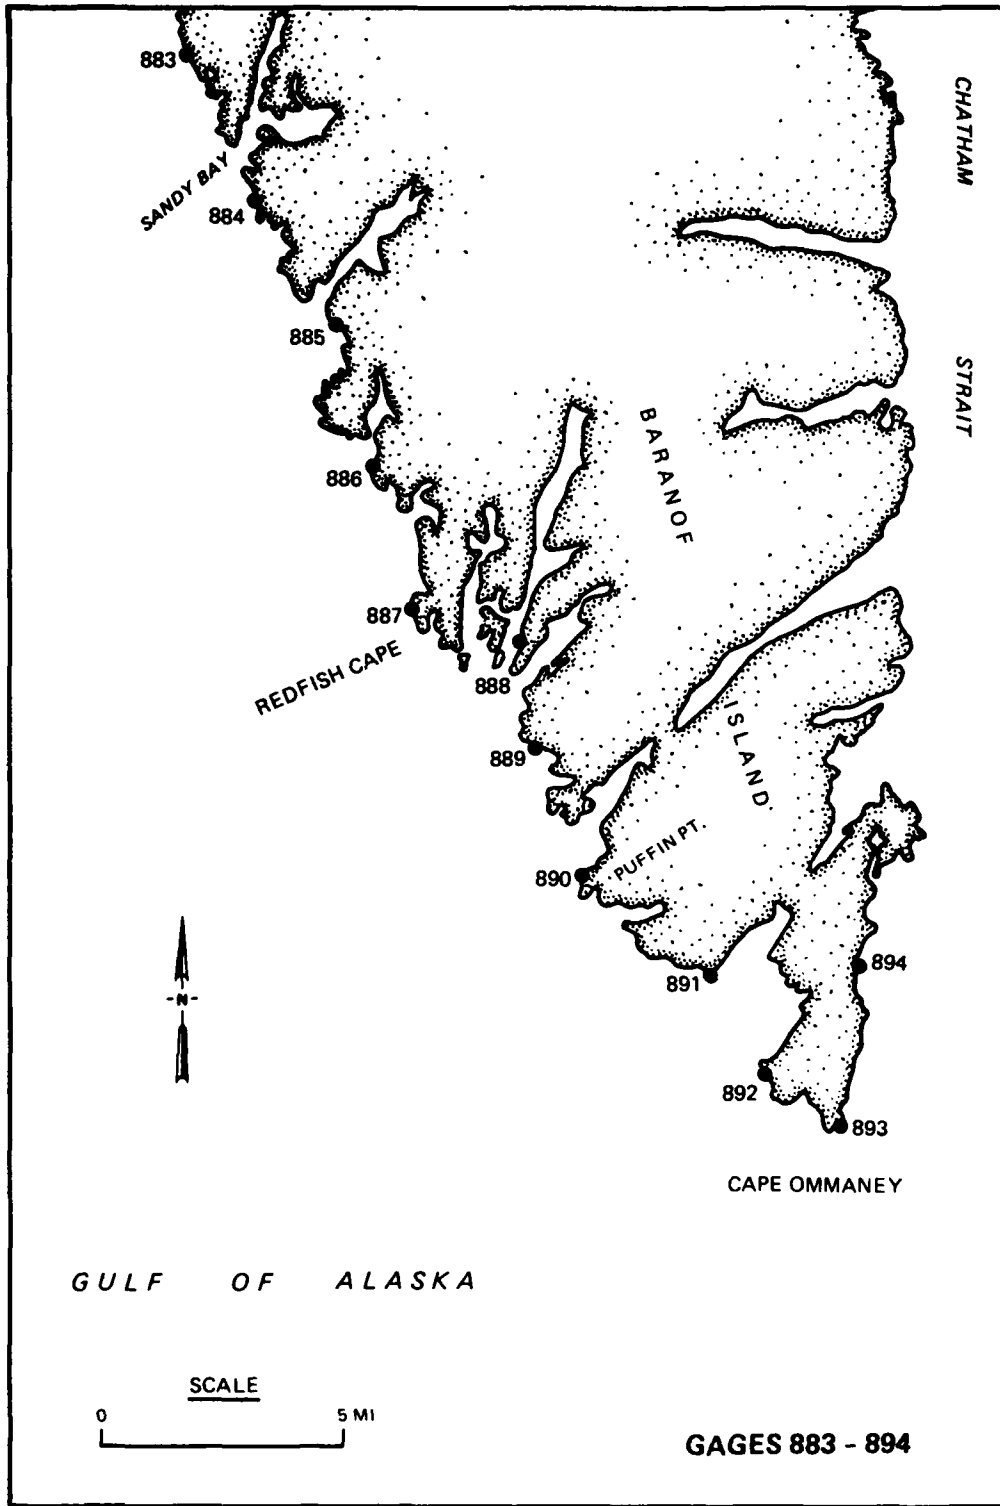 883
CHATHAM
SANDY BAY
884
885
STRAIT
BARANOF
886
887
REDFISH CAPE
888
ISLAND
889
PUFFIN PT.
890
891
894
-N-
892
893
CAPE OMMANEY
GULF OF ALASKA
SCALE
0 5 MI
GAGES 883 - 894